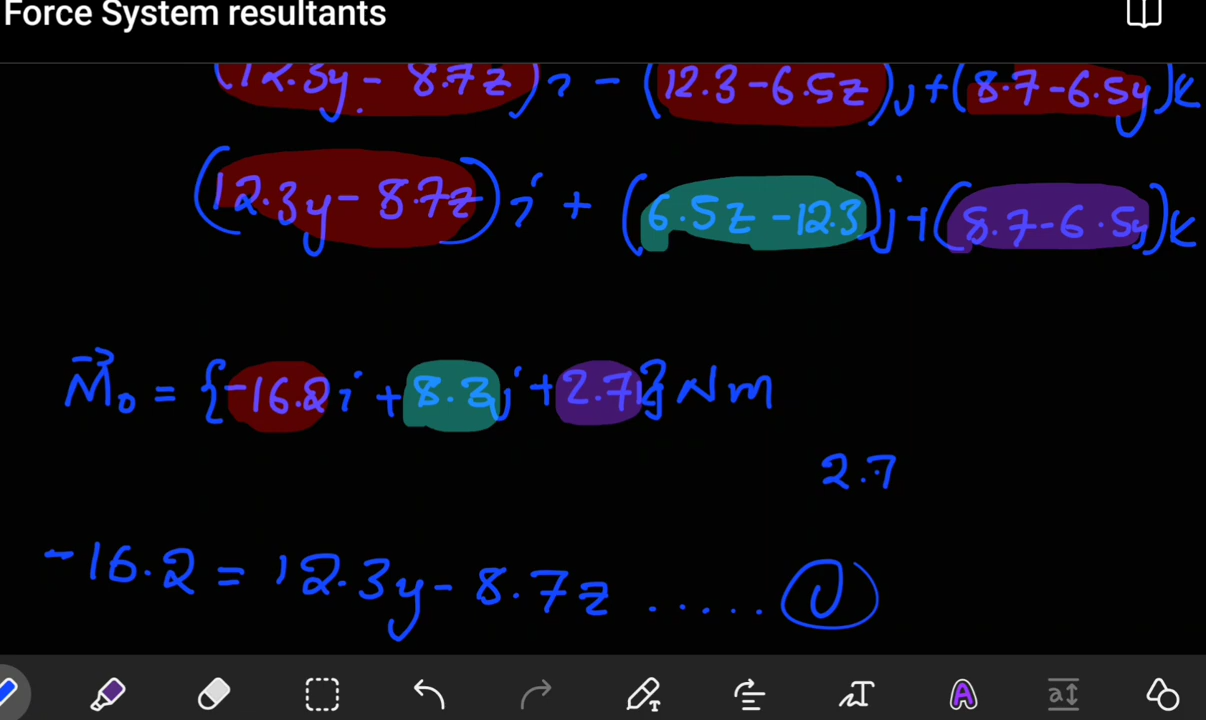 Force System resultants
(12.3y - 8.7z)i - (12.3-6.5z)j+(8.7-6.5y)k
(12.3y - 8.7z)i + (6.5z -12.3)j+(8.7-6.5y)k
M⃗o = {-16.2i +8.3j+2.7k}Nm
2.7
-16.2 = 12.3y - 8.7z ...... ①